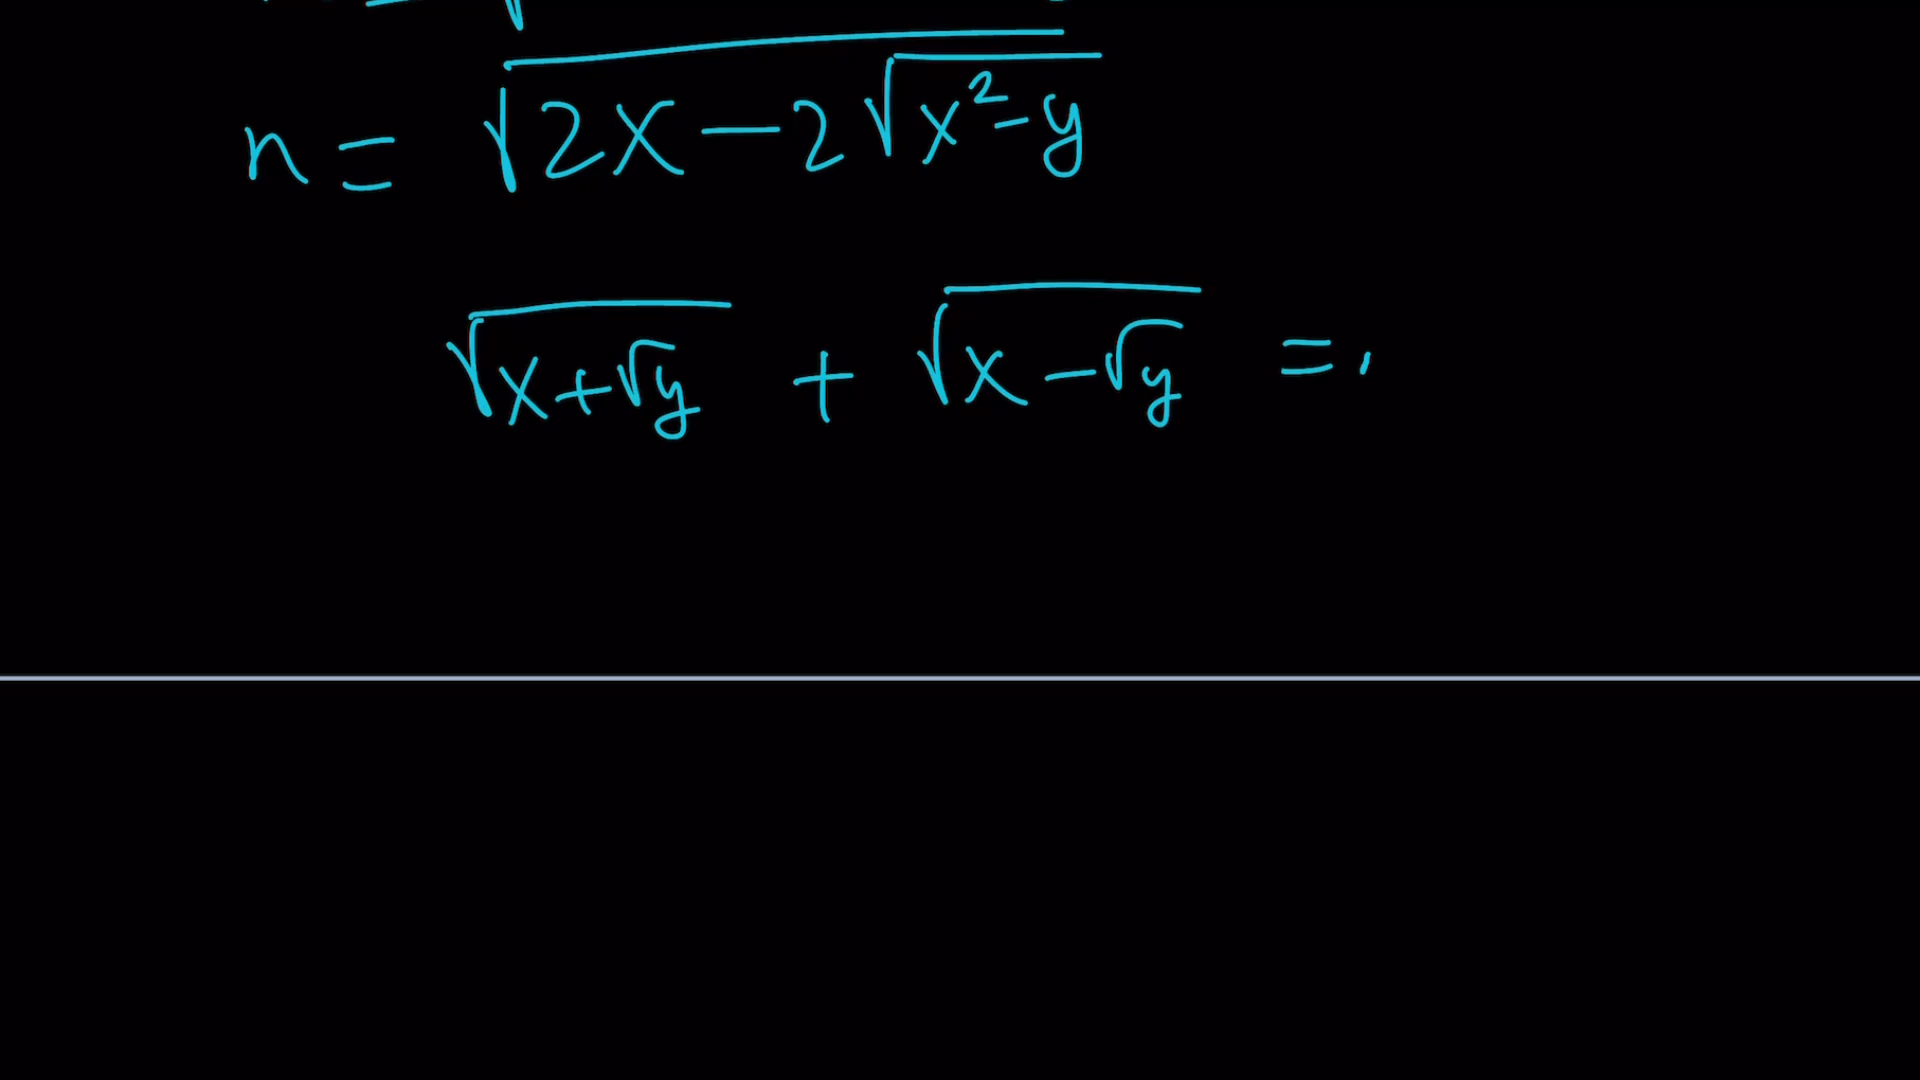 n = √(2x − 2√(x² − y))
√(x + √y) + √(x − √y) =